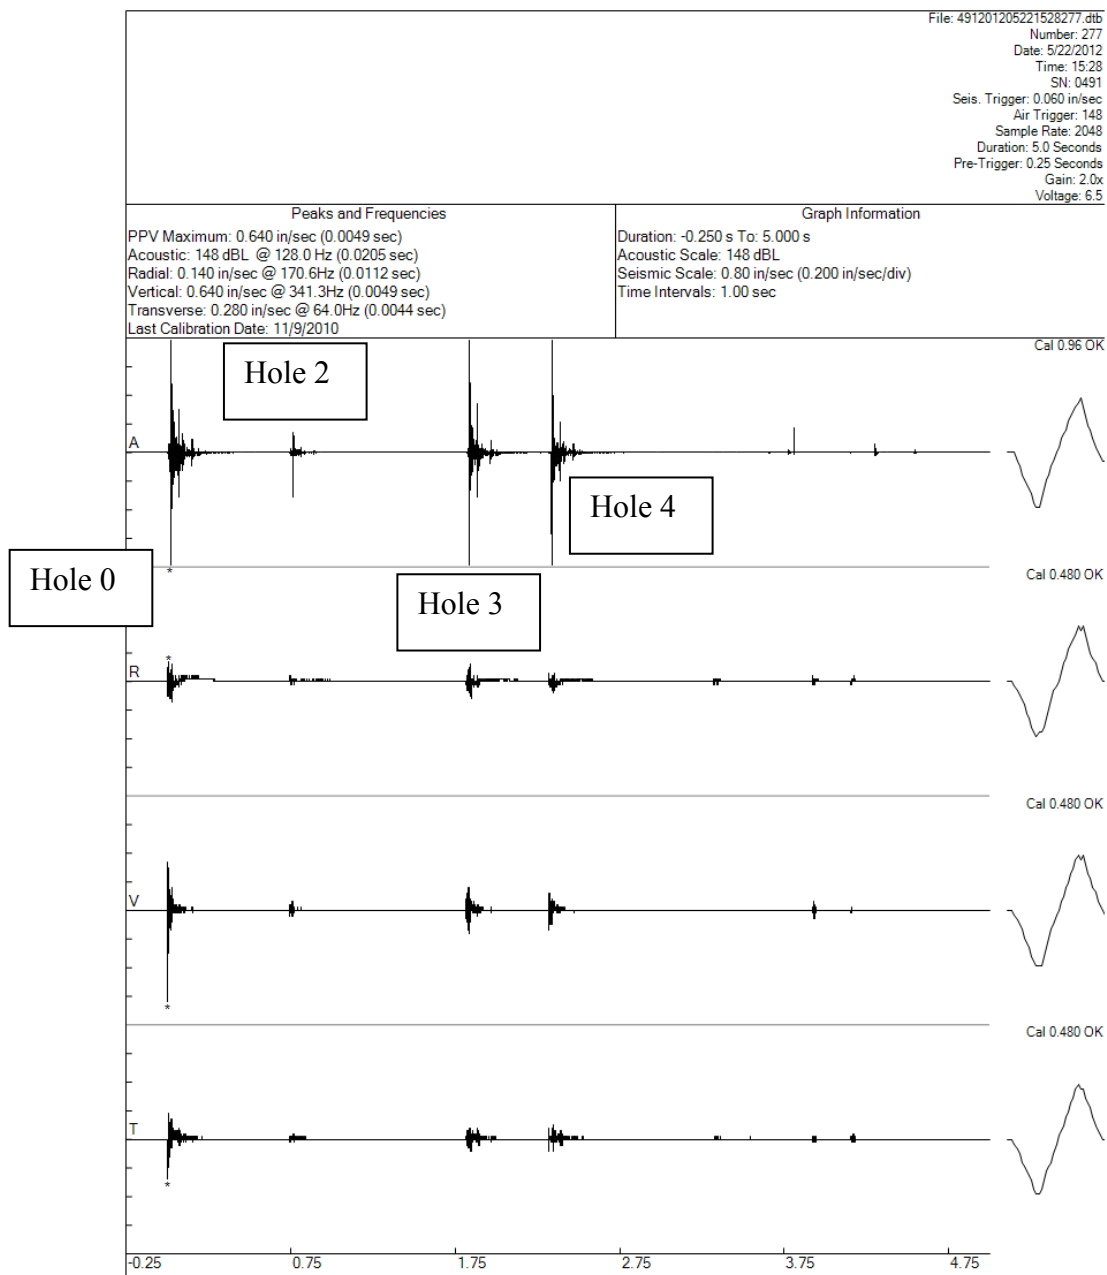 File: 491201205221528277.dtb
Number: 277
Date: 5/22/2012
Time: 15:28
SN: 0491
Seis. Trigger: 0.060 in/sec
Air Trigger: 148
Sample Rate: 2048
Duration: 5.0 Seconds
Pre-Trigger: 0.25 Seconds
Gain: 2.0x
Voltage: 6.5
Peaks and Frequencies
PPV Maximum: 0.640 in/sec (0.0049 sec)
Acoustic: 148 dBL @ 128.0 Hz (0.0205 sec)
Radial: 0.140 in/sec @ 170.6Hz (0.0112 sec)
Vertical: 0.640 in/sec @ 341.3Hz (0.0049 sec)
Transverse: 0.280 in/sec @ 64.0Hz (0.0044 sec)
Last Calibration Date: 11/9/2010
Graph Information
Duration: -0.250 s To: 5.000 s
Acoustic Scale: 148 dBL
Seismic Scale: 0.80 in/sec (0.200 in/sec/div)
Time Intervals: 1.00 sec
Cal 0.96 OK
Hole 2
A
Hole 4
Hole 0
*
Cal 0.480 OK
Hole 3
*
R
Cal 0.480 OK
V
*
Cal 0.480 OK
T
*
-0.25 0.75 1.75 2.75 3.75 4.75